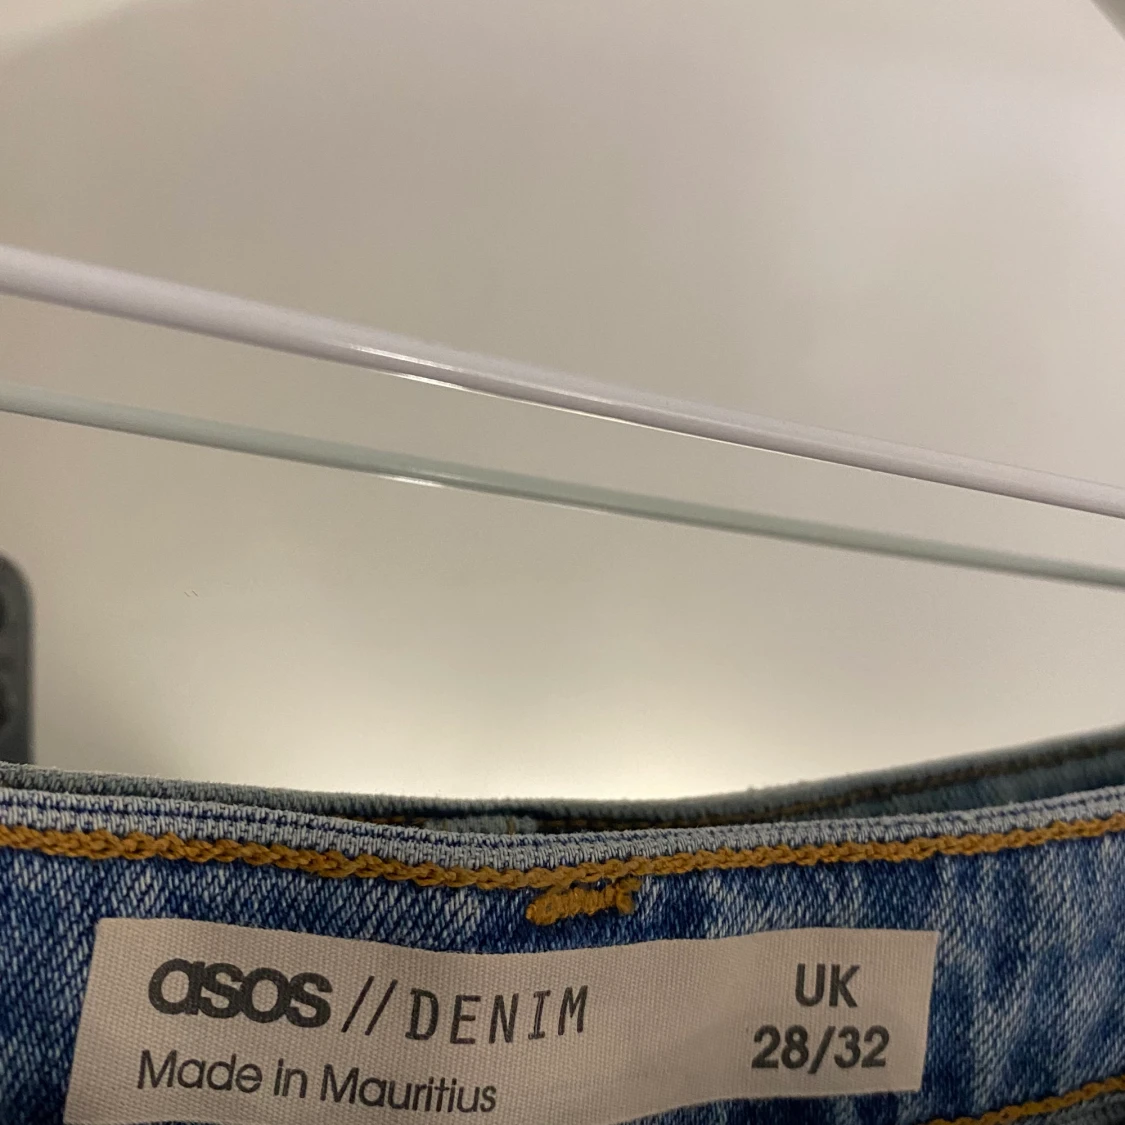 asos // DENIM
Made in Mauritius
UK
28/32